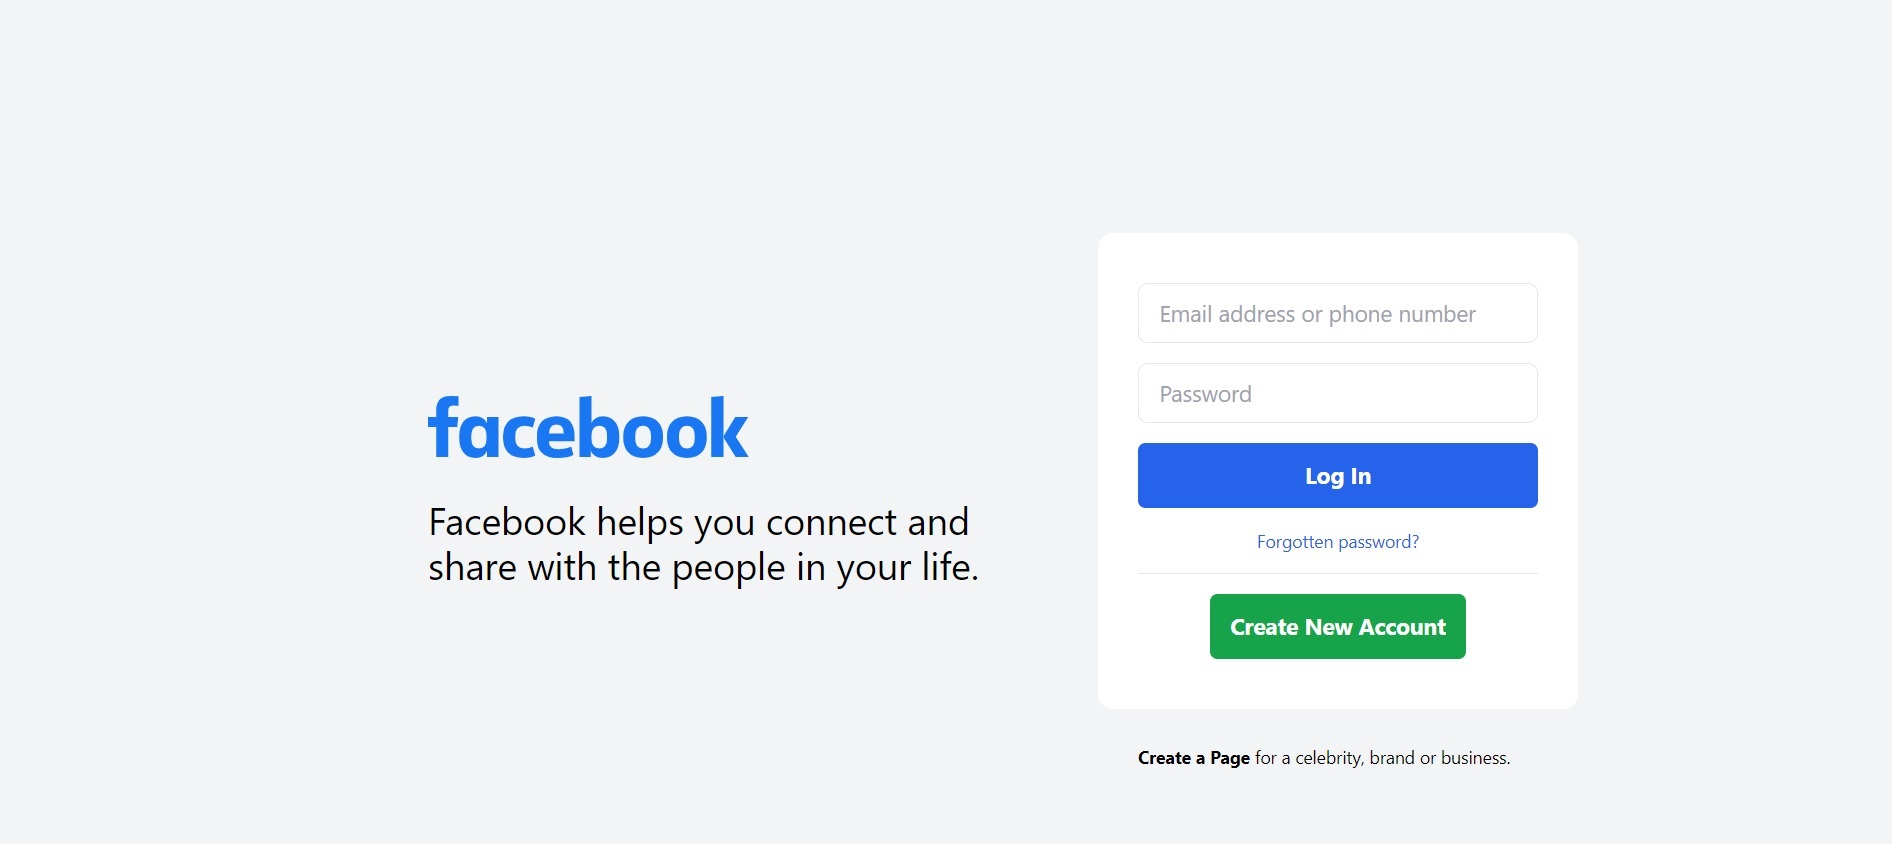 facebook
Facebook helps you connect and
share with the people in your life.
Email address or phone number
Password
Log In
Forgotten password?
Create New Account
Create a Page for a celebrity, brand or business.